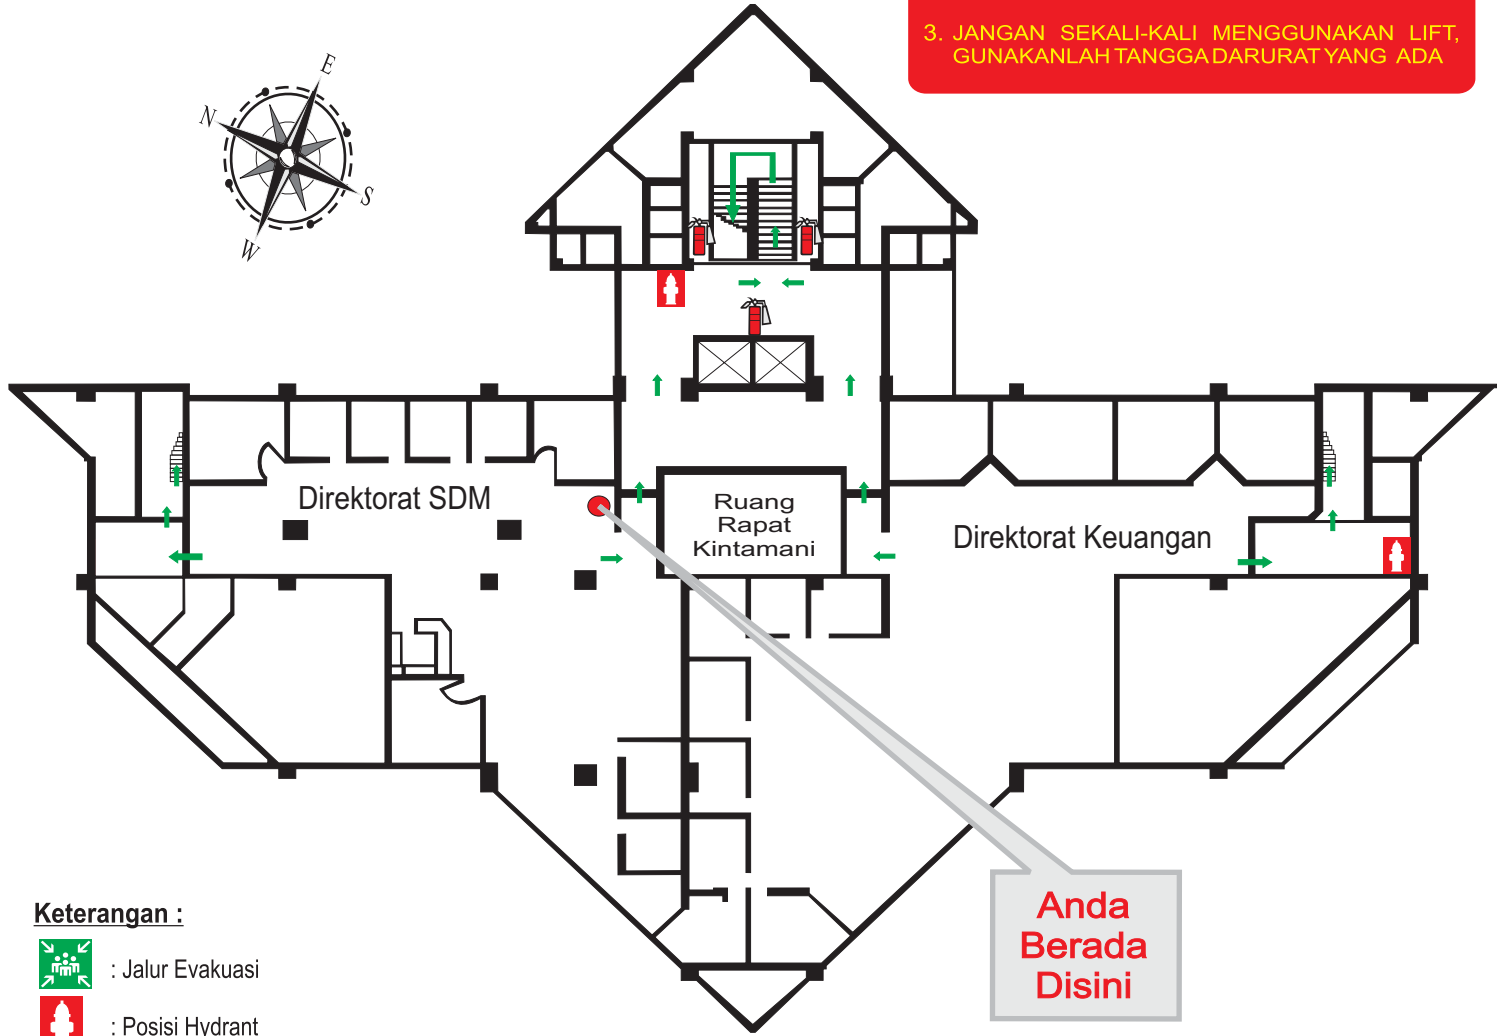 3. JANGAN SEKALI-KALI MENGGUNAKAN LIFT,
GUNAKANLAH TANGGA DARURAT YANG ADA
E
N
S
W
Direktorat SDM
Ruang
Rapat
Kintamani
Direktorat Keuangan
Anda
Berada
Disini
Keterangan :
: Jalur Evakuasi
: Posisi Hydrant